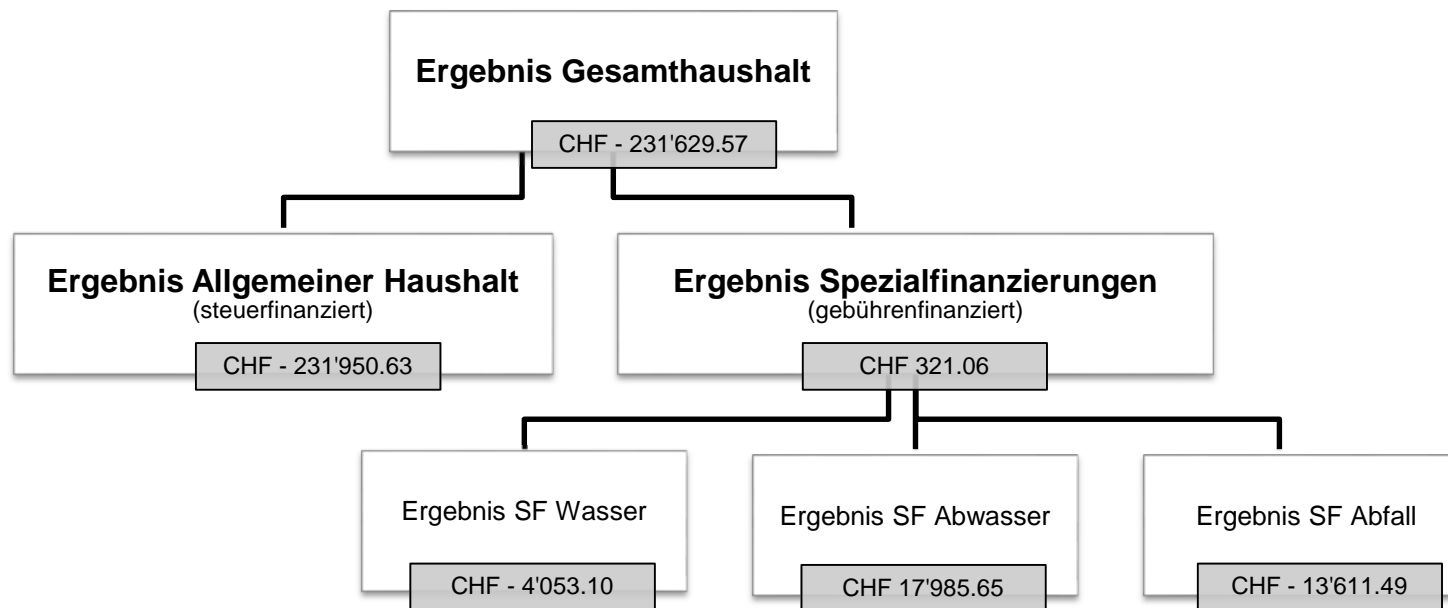 Ergebnis Gesamthaushalt
CHF - 231'629.57
Ergebnis Allgemeiner Haushalt
(steuerfinanziert)
CHF - 231'950.63
Ergebnis Spezialfinanzierungen
(gebührenfinanziert)
CHF 321.06
Ergebnis SF Wasser
CHF - 4'053.10
Ergebnis SF Abwasser
CHF 17'985.65
Ergebnis SF Abfall
CHF - 13'611.49